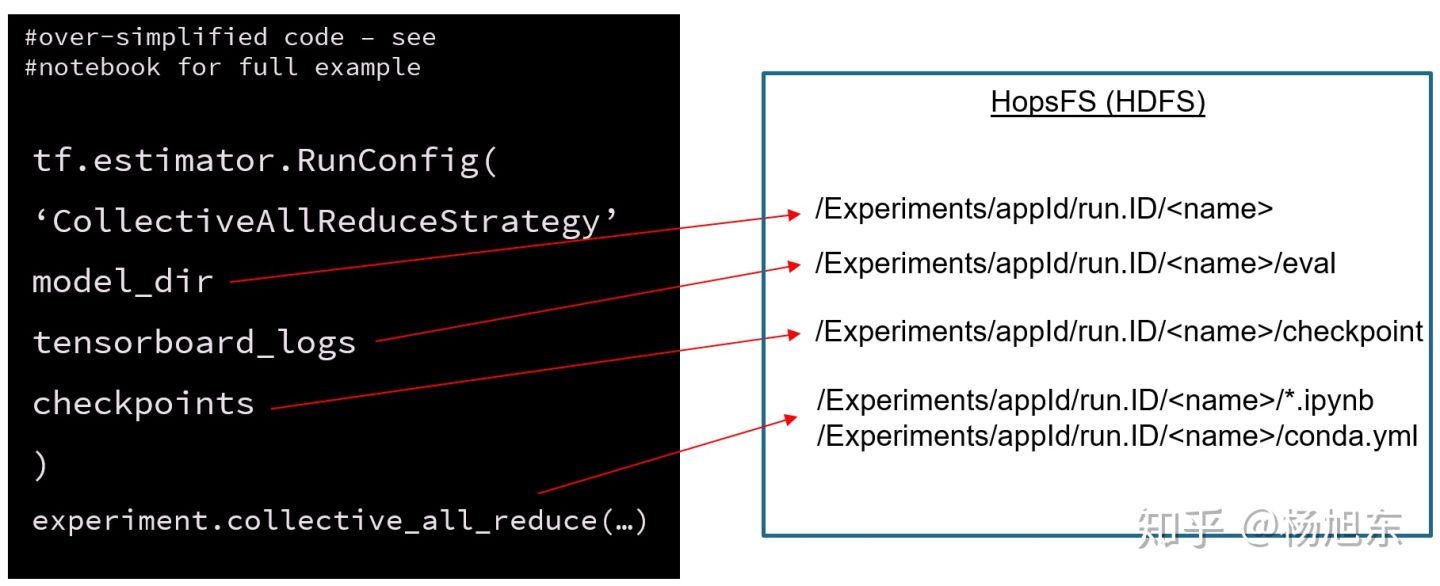 #over-simplified code – see
#notebook for full example
tf.estimator.RunConfig(
‘CollectiveAllReduceStrategy’
model_dir
tensorboard_logs
checkpoints
)
experiment.collective_all_reduce(…)
HopsFS (HDFS)
/Experiments/appId/run.ID/<name>
/Experiments/appId/run.ID/<name>/eval
/Experiments/appId/run.ID/<name>/checkpoint
/Experiments/appId/run.ID/<name>/*.ipynb
/Experiments/appId/run.ID/<name>/conda.yml
知乎 @杨旭东